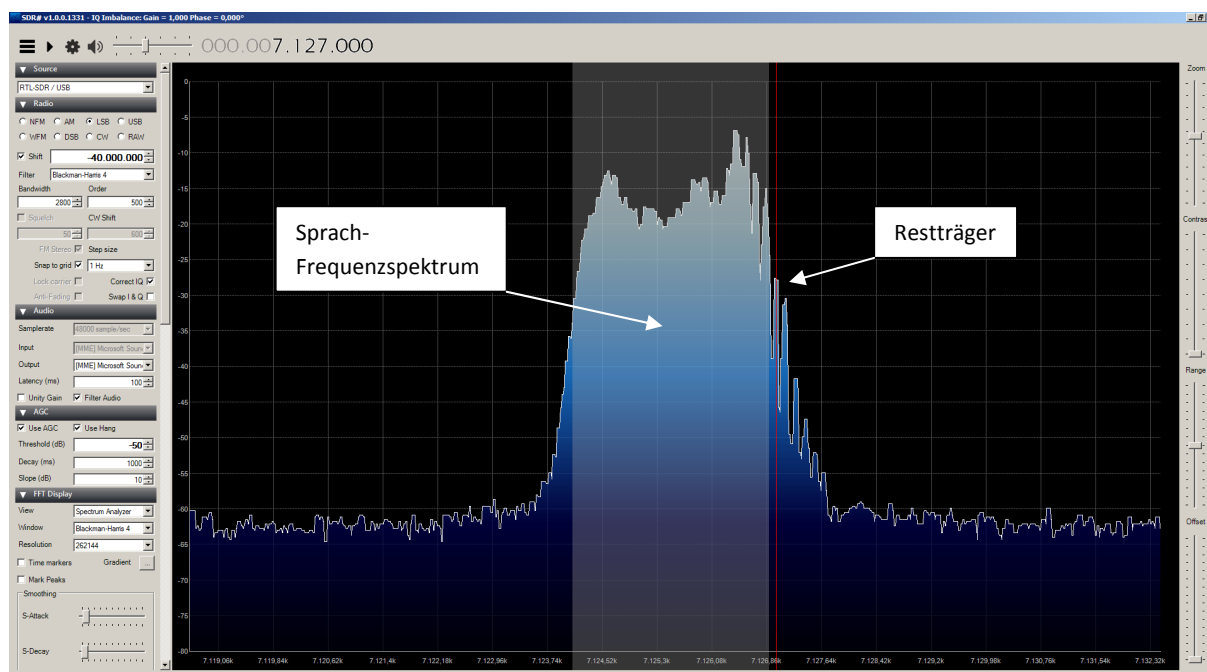 SDR# v1.0.0.1331 - IQ Imbalance: Gain = 1,000 Phase = 0,000°
000.007.127.000
Source
RTL-SDR / USB
Radio
NFM AM LSB USB
WFM DSB CW RAW
Shift -40.000.000
Filter Blackman-Harris 4
Bandwidth Order
2800 500
Squelch CW Shift
50 600
FM Stereo Step size
Snap to grid 1 Hz
Lock carrier Correct IQ
Anti-Fading Swap I & Q
Audio
Samplerate 48000 sample/sec
Input [MME] Microsoft Soun
Output [MME] Microsoft Soun
Latency (ms) 100
Unity Gain Filter Audio
AGC
Use AGC Use Hang
Threshold (dB) -50
Decay (ms) 1000
Slope (dB) 10
FFT Display
View Spectrum Analyzer
Window Blackman-Harris 4
Resolution 262144
Time markers Gradient ...
Mark Peaks
Smoothing
S-Attack
S-Decay
0
-5
-10
-15
-20
-25
-30
-35
-40
-45
-50
-55
-60
-65
-70
-75
-80
Sprach-
Frequenzspektrum
Restträger
7.119,06k 7.119,84k 7.120,62k 7.121,4k 7.122,18k 7.122,96k 7.123,74k 7.124,52k 7.125,3k 7.126,08k 7.126,86k 7.127,64k 7.128,42k 7.129,2k 7.129,98k 7.130,76k 7.131,54k 7.132,32k
Zoom
Contras
Range
Offset